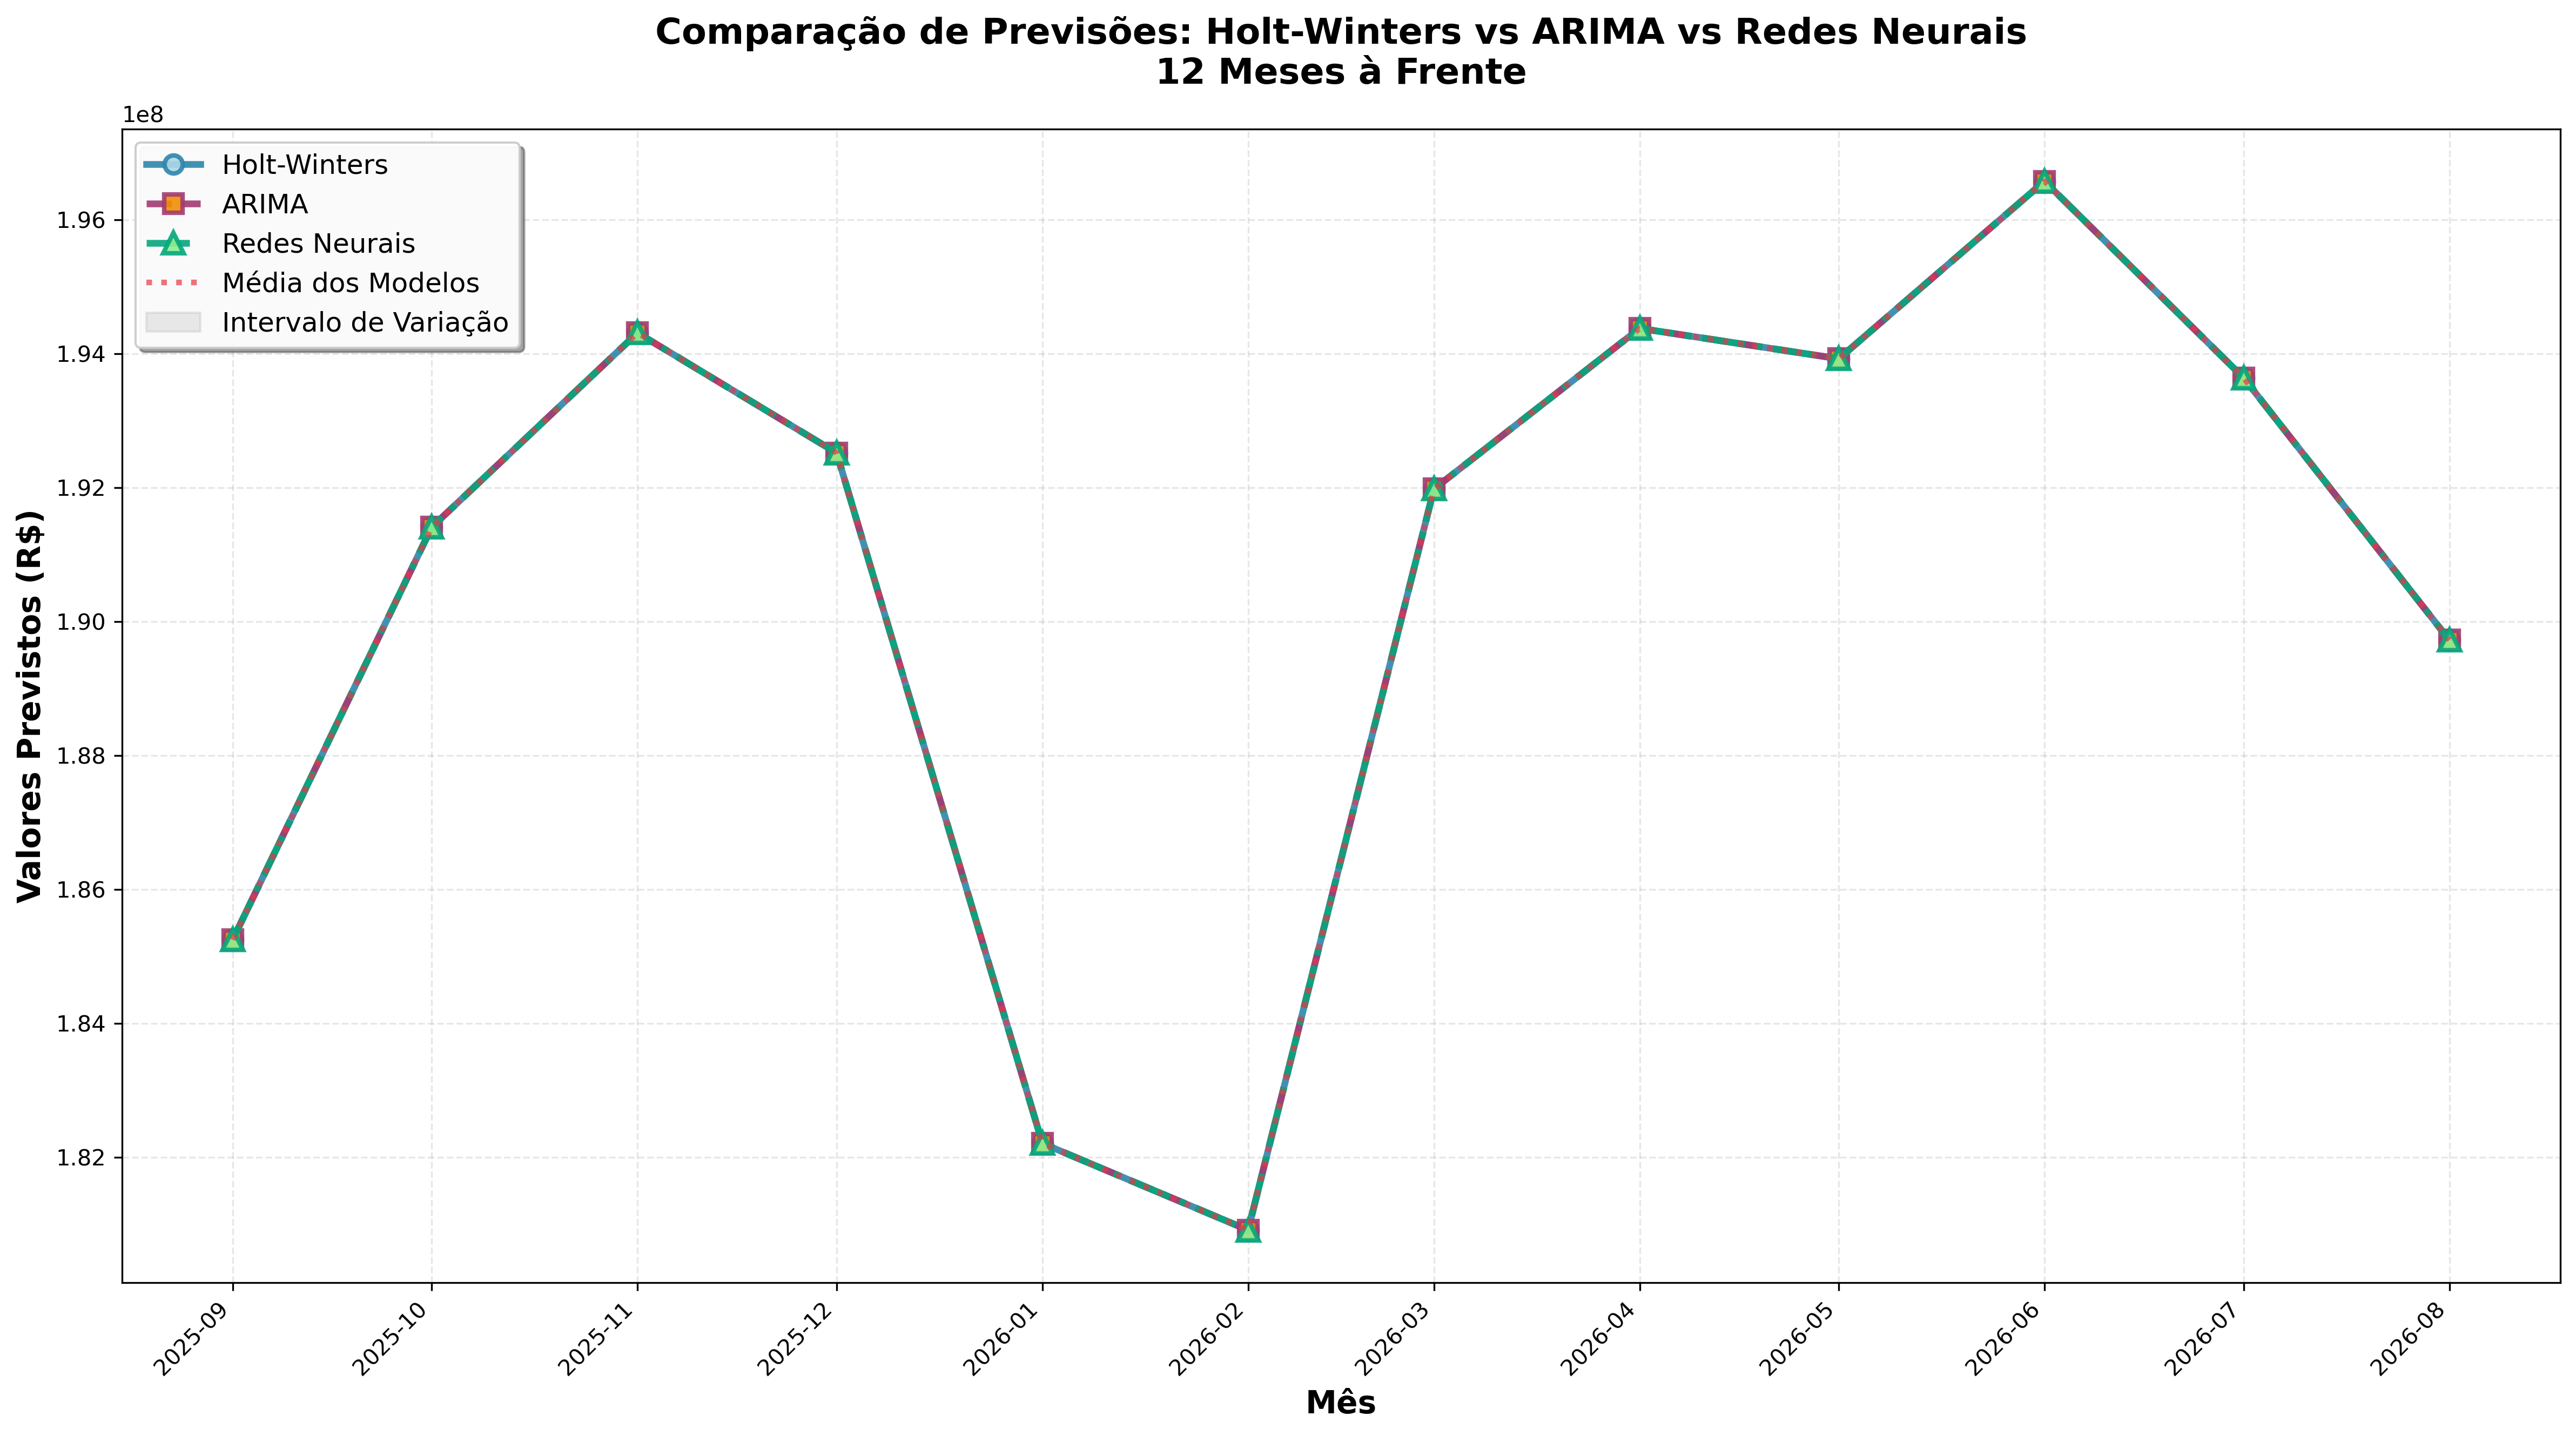 Comparação de Previsões: Holt-Winters vs ARIMA vs Redes Neurais
12 Meses à Frente
1e8
Holt-Winters
ARIMA
Redes Neurais
Média dos Modelos
Intervalo de Variação
Valores Previstos (R$)
1.96
1.94
1.92
1.90
1.88
1.86
1.84
1.82
2025-09
2025-10
2025-11
2025-12
2026-01
2026-02
2026-03
2026-04
2026-05
2026-06
2026-07
2026-08
Mês